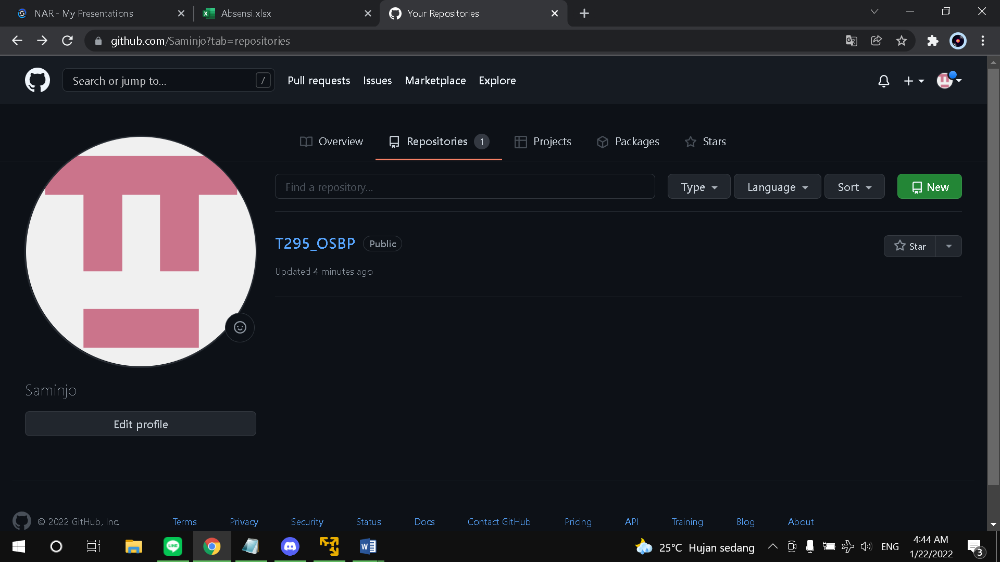 NAR - My Presentations
Absensi.xlsx
Your Repositories
github.com/Saminjo?tab=repositories
Search or jump to...
/
Pull requests
Issues
Marketplace
Explore
Overview
Repositories 1
Projects
Packages
Stars
Find a repository...
Type
Language
Sort
New
T295_OSBP
Public
Star
Updated 4 minutes ago
Saminjo
Edit profile
© 2022 GitHub, Inc.
Terms
Privacy
Security
Status
Docs
Contact GitHub
Pricing
API
Training
Blog
About
LINE
W
25°C Hujan sedang
ENG
4:44 AM
1/22/2022
3